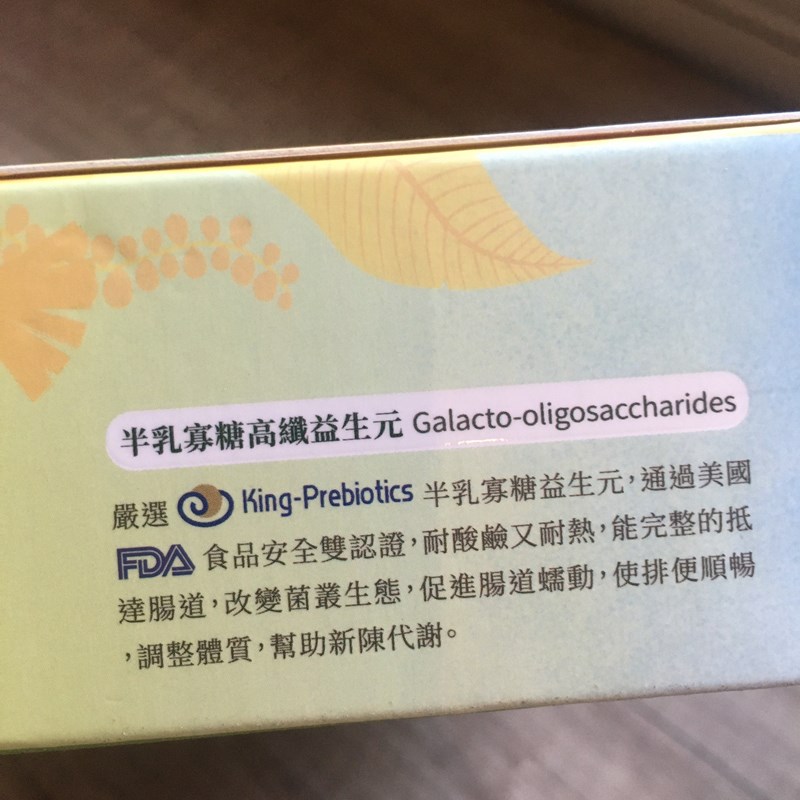 半乳寡糖高纖益生元 Galacto-oligosaccharides
嚴選 King-Prebiotics 半乳寡糖益生元,通過美國
FDA 食品安全雙認證,耐酸鹼又耐熱,能完整的抵
達腸道,改變菌叢生態,促進腸道蠕動,使排便順暢
,調整體質,幫助新陳代謝。